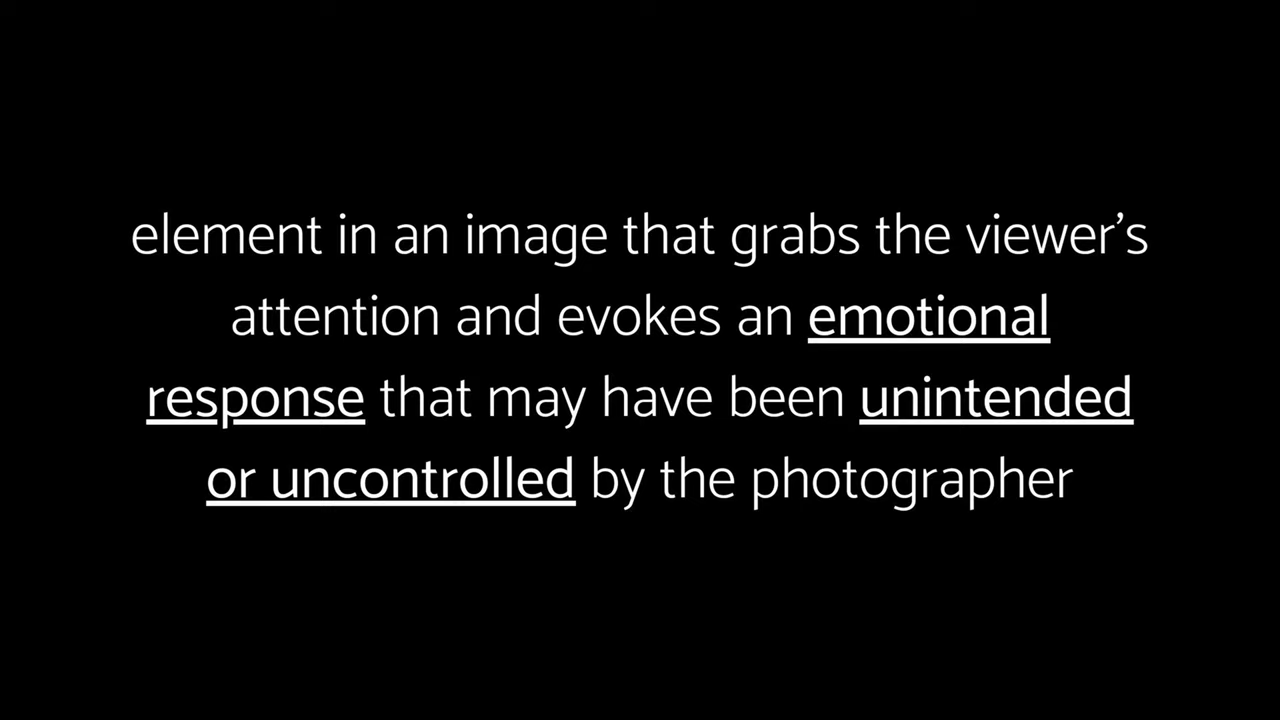 element in an image that grabs the viewer’s
attention and evokes an emotional
response that may have been unintended
or uncontrolled by the photographer